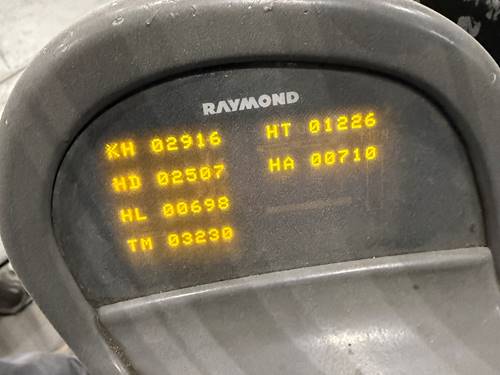 RAYMOND
KH 02916
HD 02507
HL 00698
TM 03230
HT 01226
HA 00710